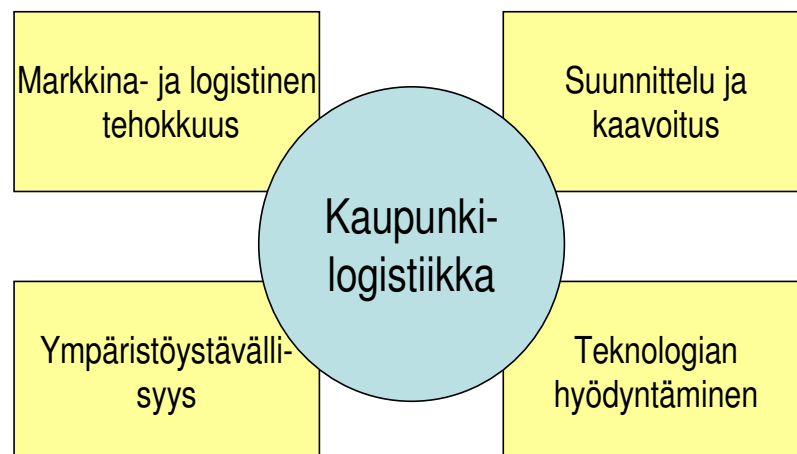 Markkina- ja logistinen
tehokkuus
Suunnittelu ja
kaavoitus
Kaupunki-
logistiikka
Ympäristöystävälli-
syys
Teknologian
hyödyntäminen